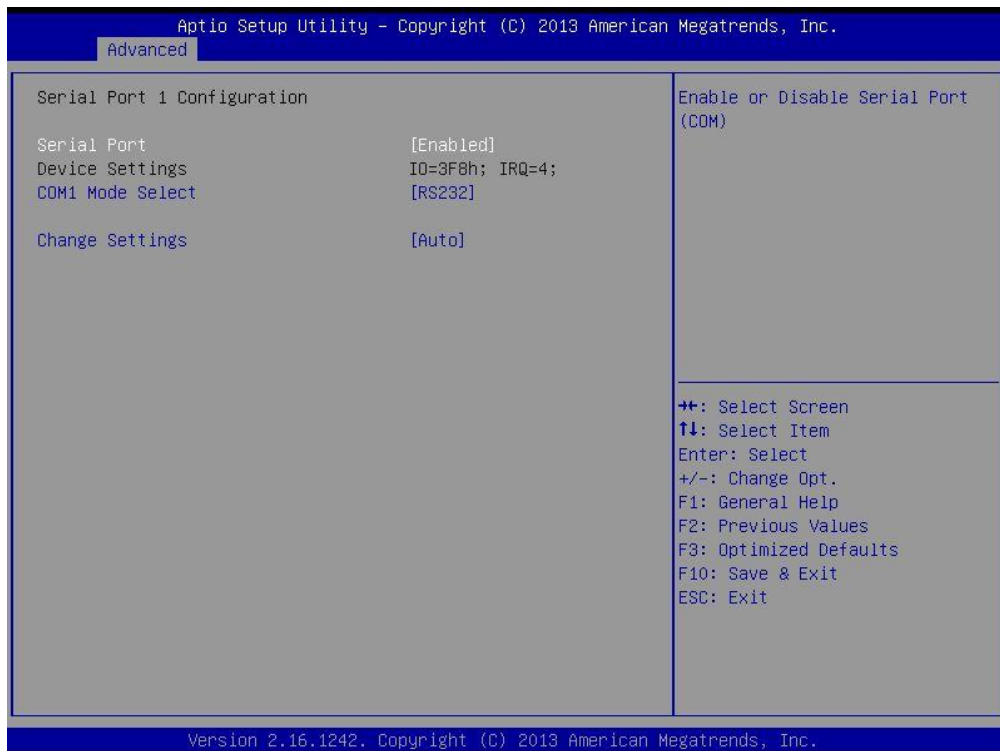 Aptio Setup Utility – Copyright (C) 2013 American Megatrends, Inc.
Advanced
Serial Port 1 Configuration
Serial Port [Enabled]
Device Settings IO=3F8h; IRQ=4;
COM1 Mode Select [RS232]
Change Settings [Auto]
Enable or Disable Serial Port
(COM)
→←: Select Screen
↑↓: Select Item
Enter: Select
+/-: Change Opt.
F1: General Help
F2: Previous Values
F3: Optimized Defaults
F10: Save & Exit
ESC: Exit
Version 2.16.1242. Copyright (C) 2013 American Megatrends, Inc.